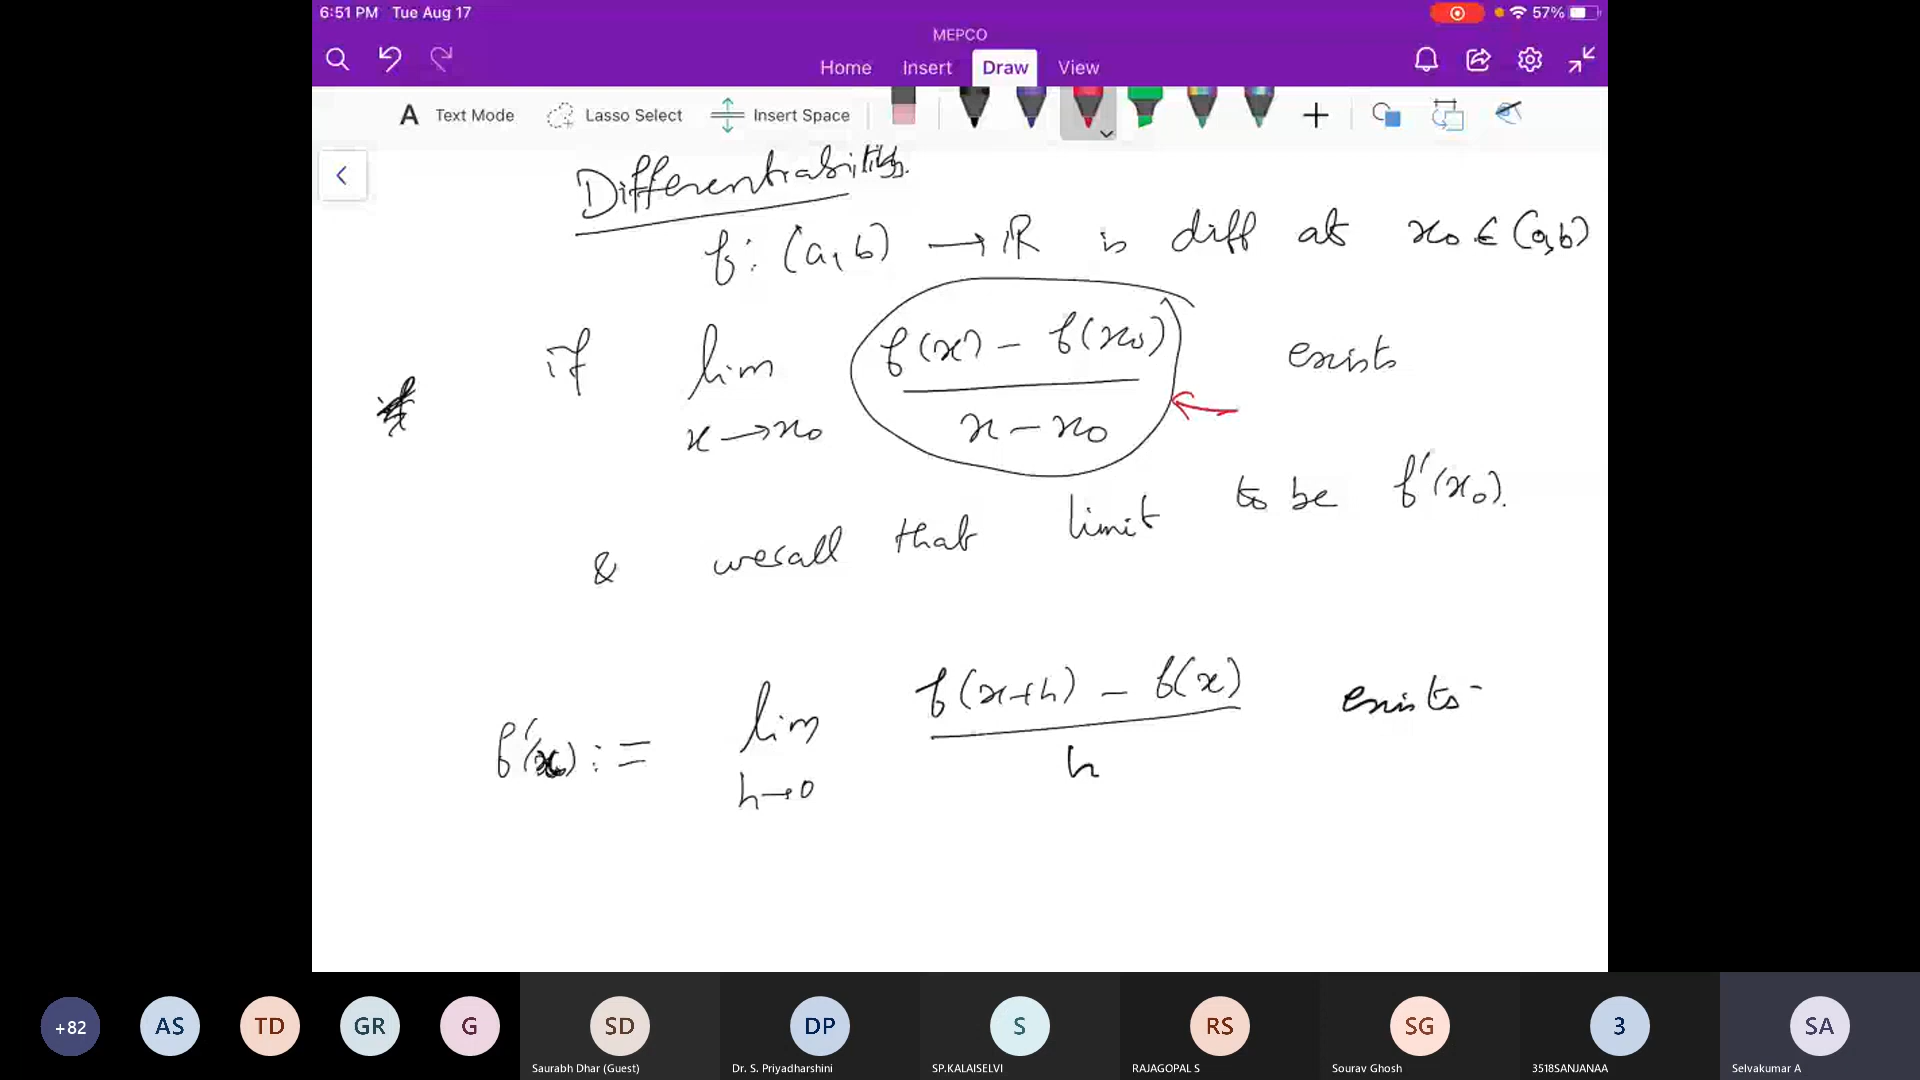 6:51 PM Tue Aug 17 57%
MEPCO
Home Insert Draw View
A Text Mode Lasso Select Insert Space
Differentiability.
f : (a, b) → ℝ is diff at x₀ ∈ (a, b)
if lim x→x₀ (f(x) − f(x₀)) / (x − x₀) exists
& we call that limit to be f′(x₀).
f′(x₀) := lim h→0 (f(x+h) − f(x)) / h exists
+82 AS TD GR G SD DP S RS SG 3 SA
Saurabh Dhar (Guest) Dr. S. Priyadharshini SP.KALAISELVI RAJAGOPAL S Sourav Ghosh 3518SANJANAA Selvakumar A